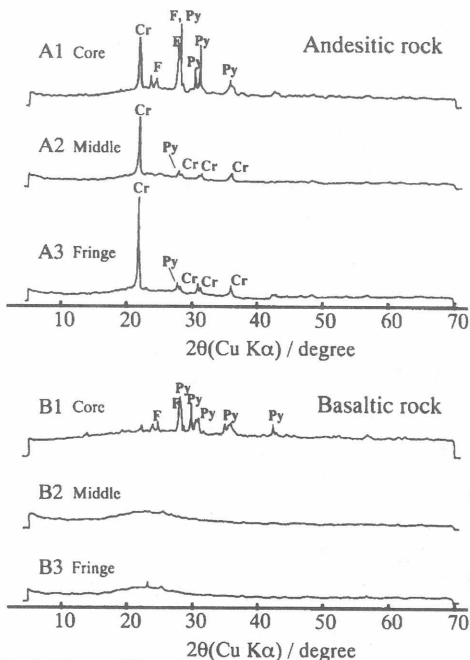 F, Py
Cr
A1 Core
F
Py
Andesitic rock
F
Py
Py
Cr
A2 Middle
Py
Cr Cr Cr
Cr
A3 Fringe
Py
Cr Cr Cr
10 20 30 40 50 60 70
2θ(Cu Kα) / degree
Py
B1 Core
F
F
Py
Py
Py
Py
Basaltic rock
B2 Middle
B3 Fringe
10 20 30 40 50 60 70
2θ(Cu Kα) / degree